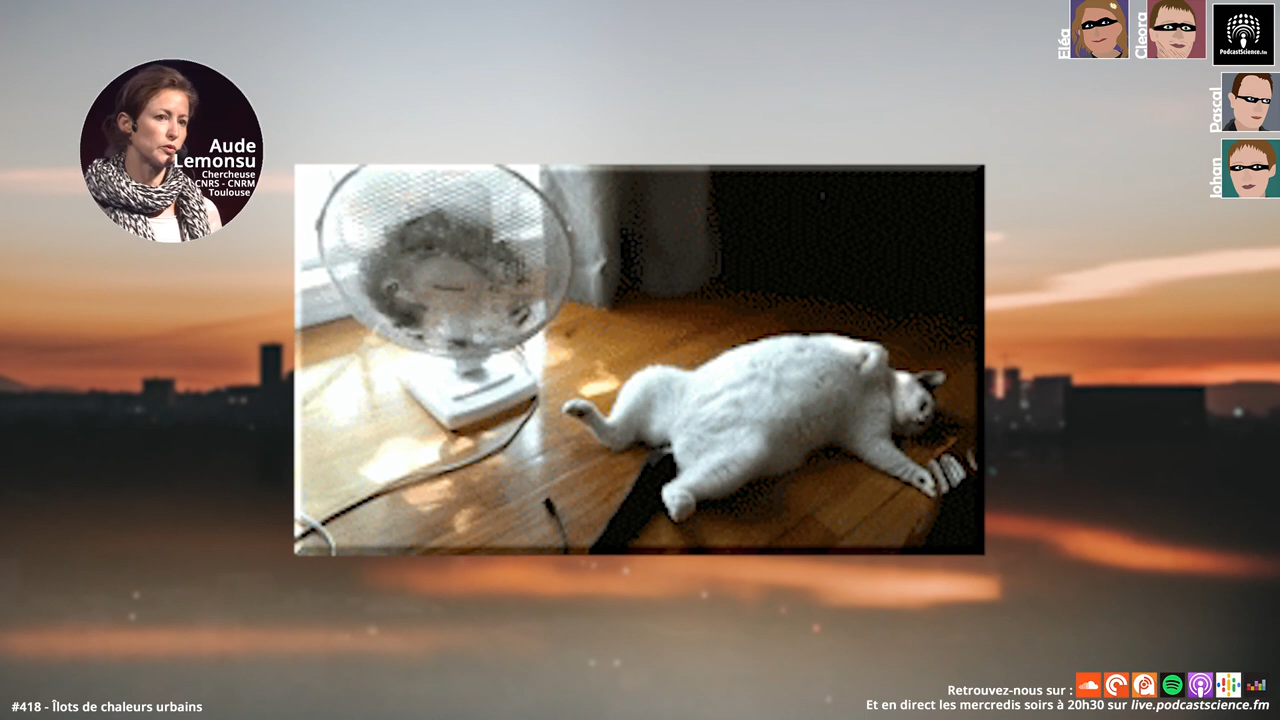 Aude
Lemonsu
Chercheuse
CNRS - CNRM
Toulouse
Eléa
Cleora
PodcastScience.fm
Pascal
Johan
#418 - Îlots de chaleurs urbains
Retrouvez-nous sur :
Et en direct les mercredis soirs à 20h30 sur live.podcastscience.fm